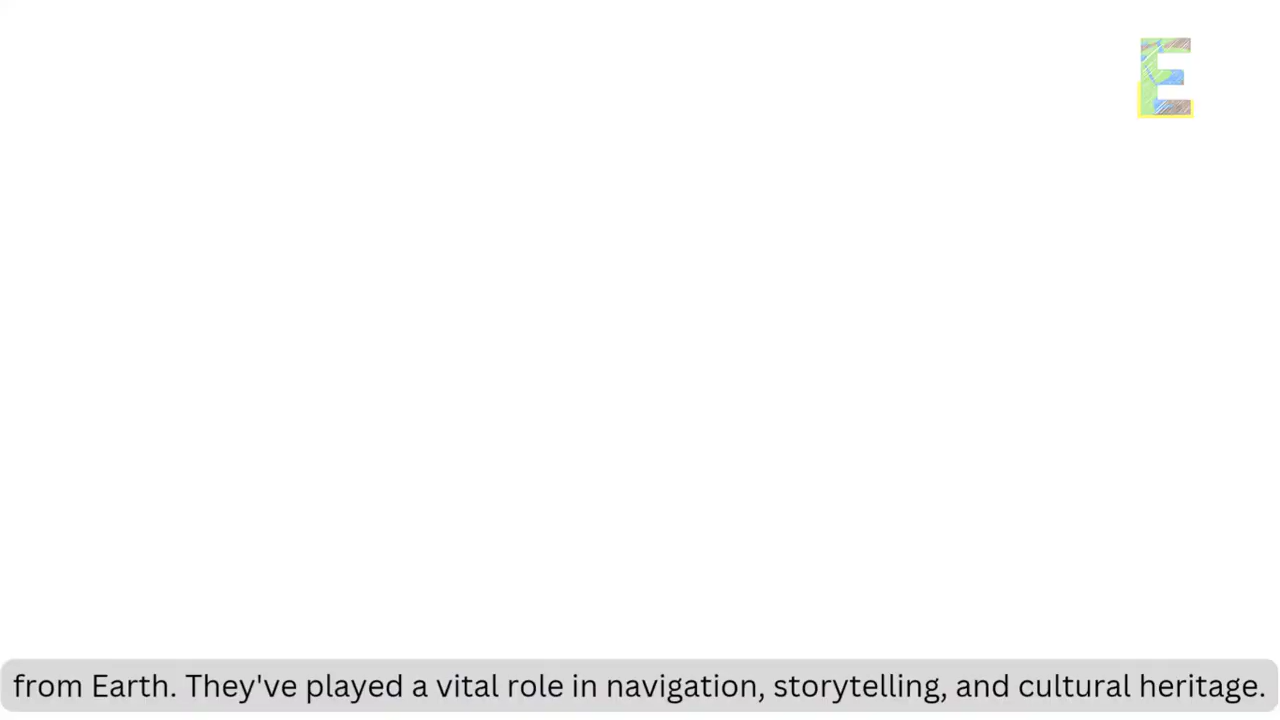 E
from Earth. They've played a vital role in navigation, storytelling, and cultural heritage.